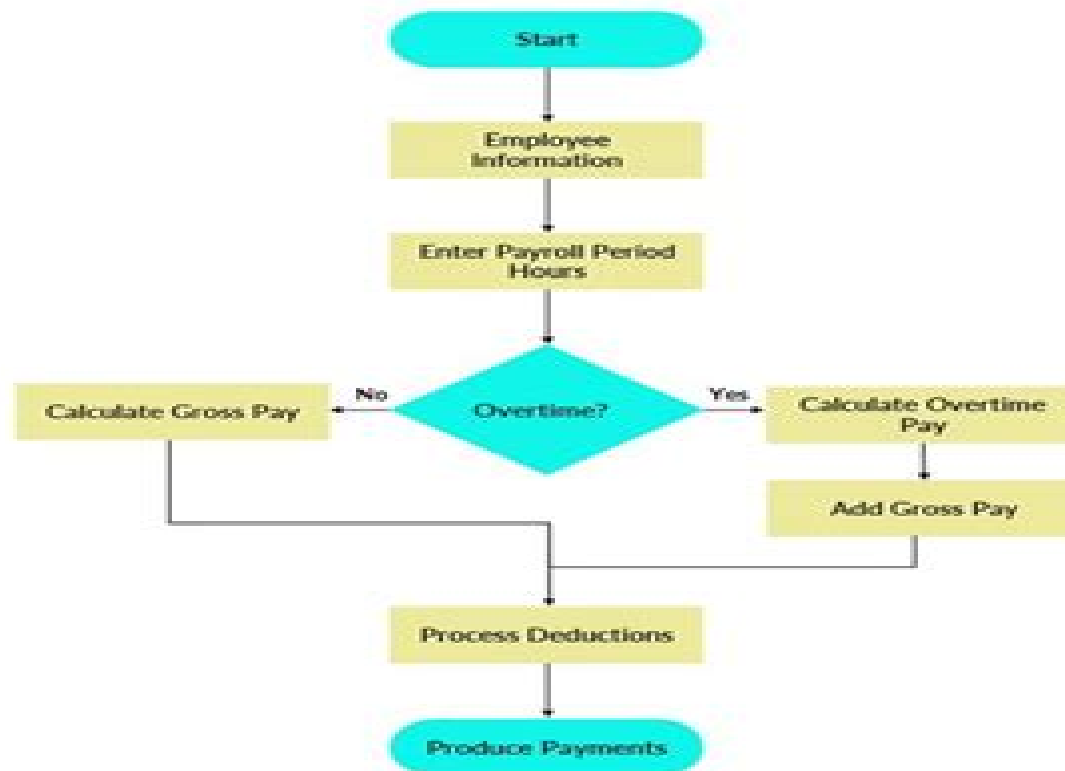 Start
Employee
Information
Enter Payroll Period
Hours
No
Yes
Calculate Gross Pay
Overtime?
Calculate Overtime
Pay
Add Gross Pay
Process Deductions
Produce Payments